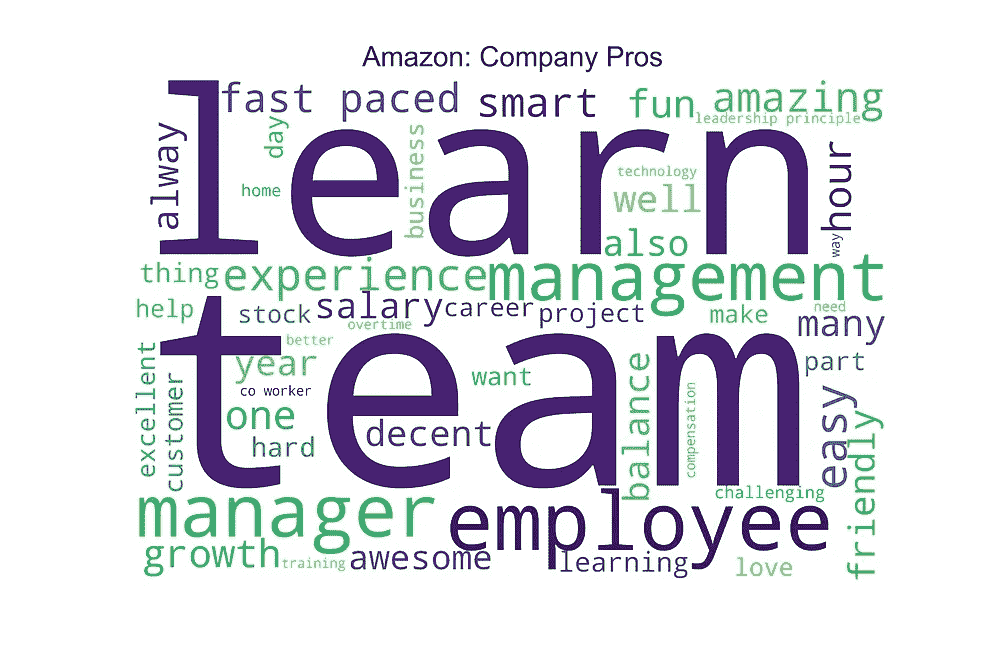 Amazon: Company Pros
learn
fast paced
smart
fun
amazing
leadership principle
alway
day
home
business
technology
well
hour
way
also
thing
experience
management
help
stock
salary
career
project
make
need
many
overtime
better
team
year
want
part
excellent
customer
co worker
one
hard
decent
balance
compensation
easy
friendly
challenging
manager
employee
growth
training
awesome
learning
love